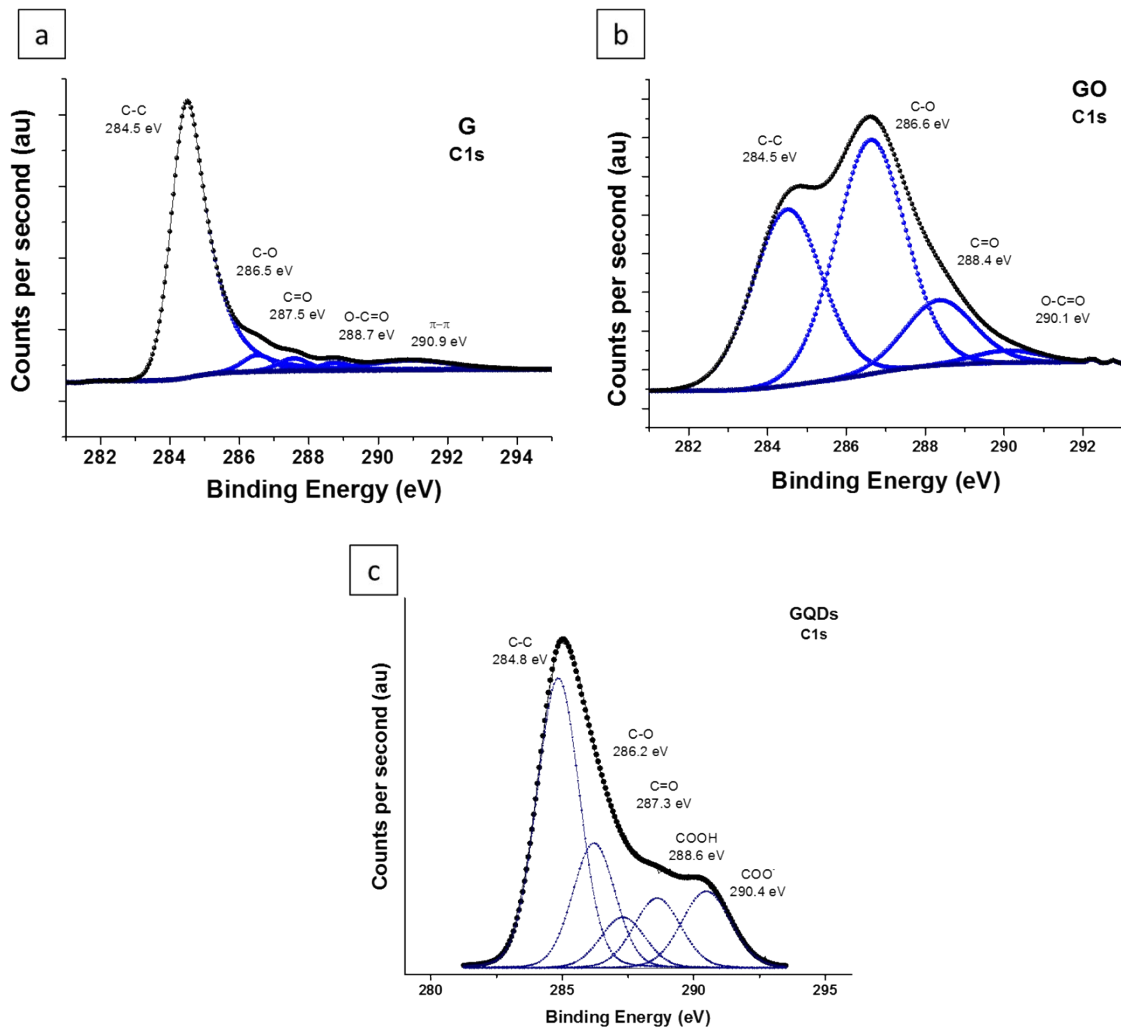 a
G
C1s
C-C
284.5 eV
C-O
286.5 eV
C=O
287.5 eV
O-C=O
288.7 eV
π-π
290.9 eV
Counts per second (au)
282 284 286 288 290 292 294
Binding Energy (eV)
b
GO
C1s
C-C
284.5 eV
C-O
286.6 eV
C=O
288.4 eV
O-C=O
290.1 eV
Counts per second (au)
282 284 286 288 290 292
Binding Energy (eV)
c
GQDs
C1s
C-C
284.8 eV
C-O
286.2 eV
C=O
287.3 eV
COOH
288.6 eV
COO⁻
290.4 eV
Counts per second (au)
280 285 290 295
Binding Energy (eV)